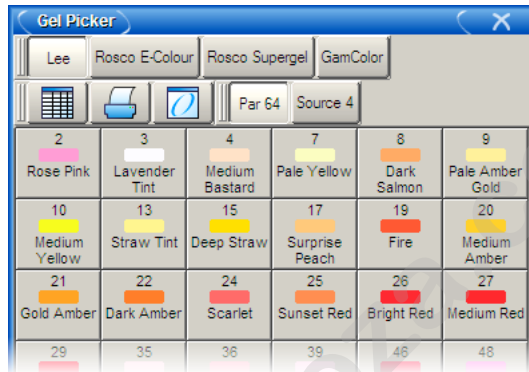 Gel Picker
Lee Rosco E-Colour Rosco Supergel GamColor
Par 64 Source 4
2 3 4 7 8 9
Rose Pink Lavender Tint Medium Bastard Pale Yellow Dark Salmon Pale Amber Gold
10 13 15 17 19 20
Medium Yellow Straw Tint Deep Straw Surprise Peach Fire Medium Amber
21 22 24 25 26 27
Gold Amber Dark Amber Scarlet Sunset Red Bright Red Medium Red
29 35 36 39 46 48